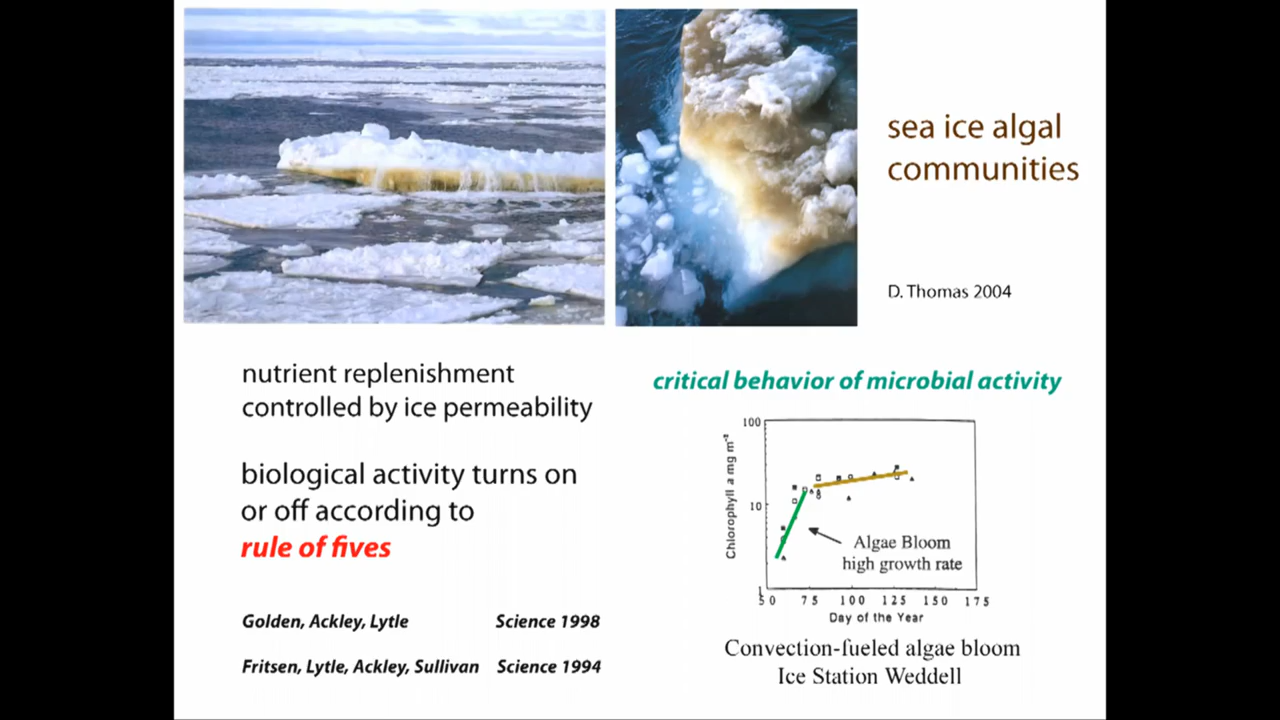 sea ice algal
communities
D. Thomas 2004
nutrient replenishment
controlled by ice permeability
biological activity turns on
or off according to
rule of fives
Golden, Ackley, Lytle Science 1998
Fritsen, Lytle, Ackley, Sullivan Science 1994
critical behavior of microbial activity
Chlorophyll a mg m⁻²
100
10
1
Algae Bloom
high growth rate
50 75 100 125 150 175
Day of the Year
Convection-fueled algae bloom
Ice Station Weddell